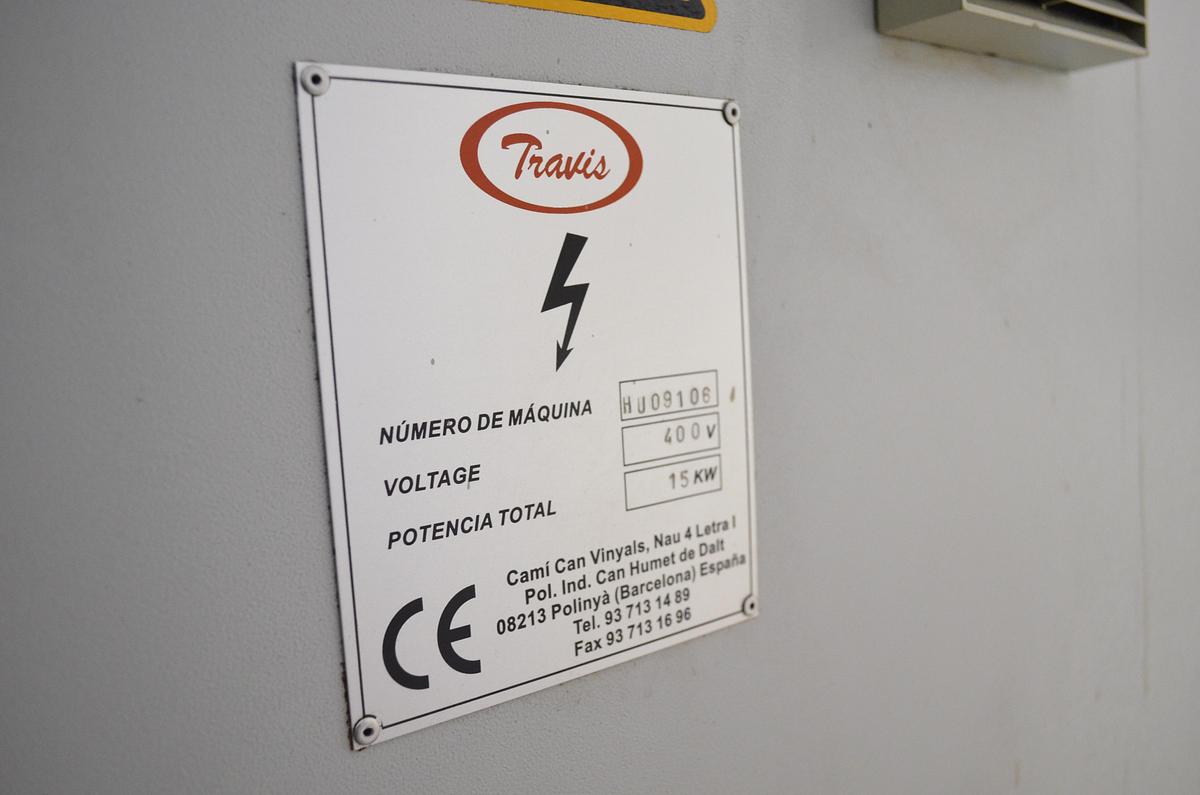 Travis
NÚMERO DE MÁQUINA HU09106
VOLTAGE 400 V
POTENCIA TOTAL 15 KW
Camí Can Vinyals, Nau 4 Letra I
Pol. Ind. Can Humet de Dalt
08213 Polinyà (Barcelona) España
Tel. 93 713 14 89
Fax 93 713 16 96
CE